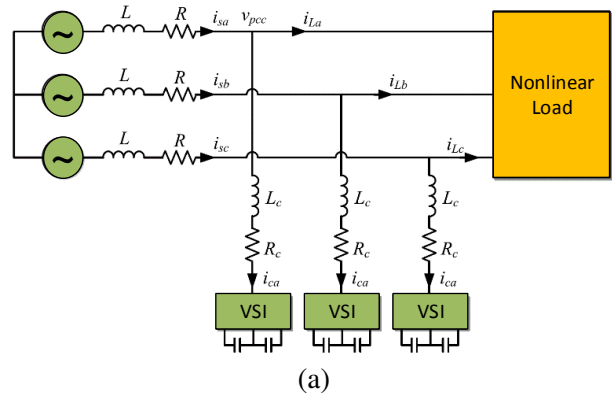 L R i_sa v_pcc i_La
L R i_sb i_Lb
L R i_sc i_Lc
Nonlinear
Load
L_c L_c L_c
R_c R_c R_c
i_ca i_ca i_ca
VSI VSI VSI
(a)